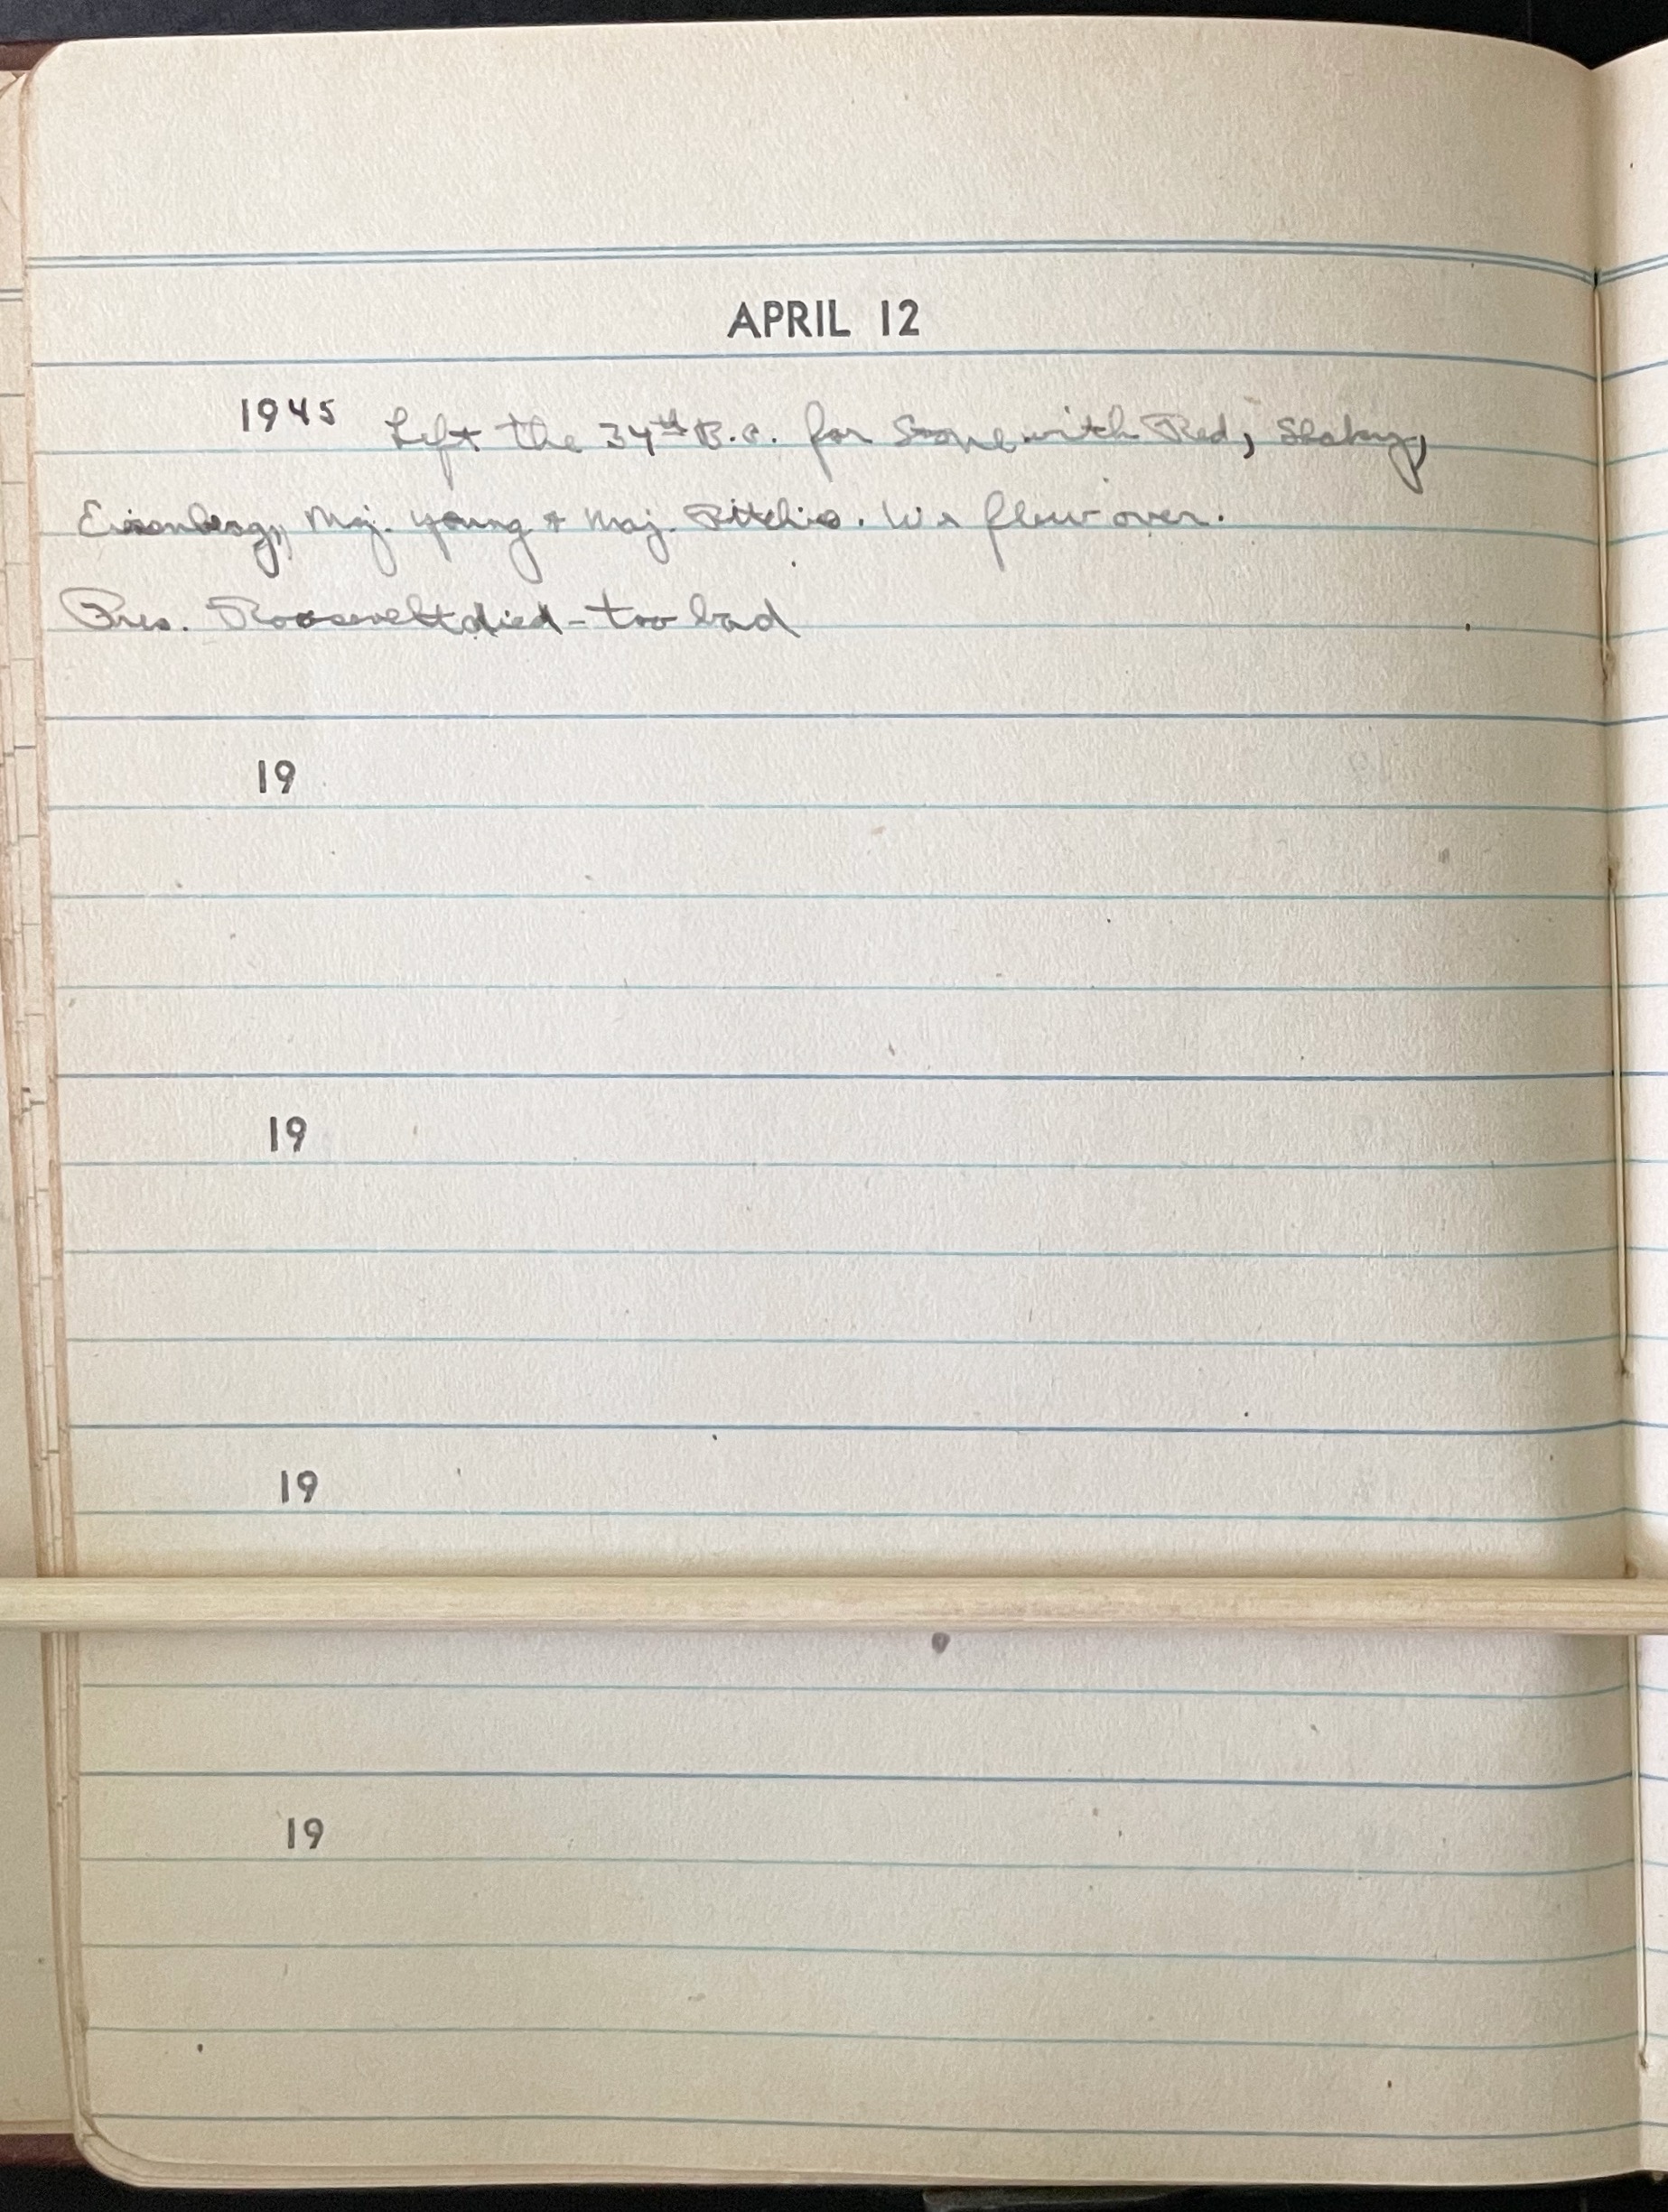 APRIL 12
1945 Left the 34th B.G. for Stone with Red, Shakey,
Eisenberg, Maj. Young + Maj. Ritchie. We flew over.
Pres. Roosevelt died - too bad
19
19
19
19